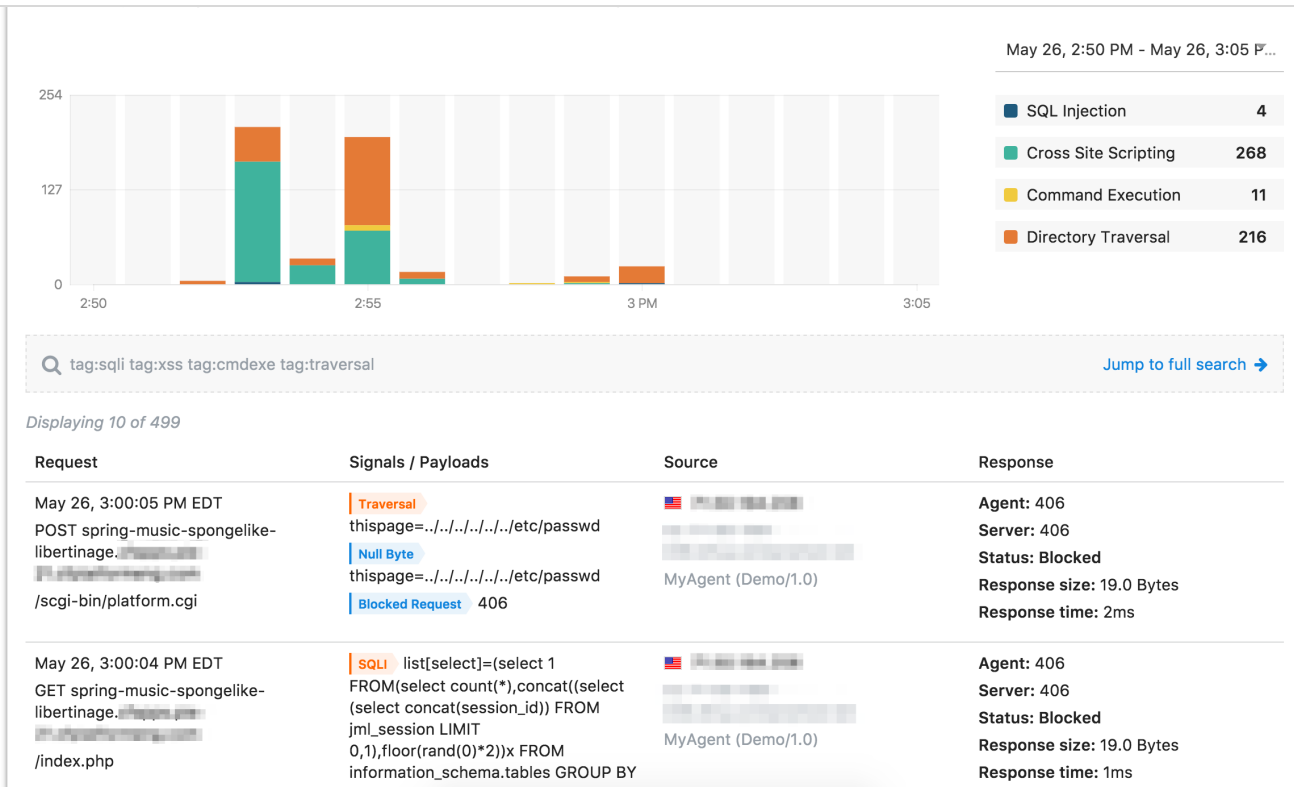 May 26, 2:50 PM - May 26, 3:05 P...
254
127
0
2:50
2:55
3 PM
3:05
SQL Injection 4
Cross Site Scripting 268
Command Execution 11
Directory Traversal 216
tag:sqli tag:xss tag:cmdexe tag:traversal
Jump to full search
Displaying 10 of 499
Request
Signals / Payloads
Source
Response
May 26, 3:00:05 PM EDT
POST spring-music-spongelike-
libertinage.
/scgi-bin/platform.cgi
Traversal
thispage=../../../../../../etc/passwd
Null Byte
thispage=../../../../../../etc/passwd
Blocked Request 406
MyAgent (Demo/1.0)
Agent: 406
Server: 406
Status: Blocked
Response size: 19.0 Bytes
Response time: 2ms
May 26, 3:00:04 PM EDT
GET spring-music-spongelike-
libertinage.
/index.php
SQLI list[select]=(select 1
FROM(select count(*),concat((select
(select concat(session_id)) FROM
jml_session LIMIT
0,1),floor(rand(0)*2))x FROM
information_schema.tables GROUP BY
MyAgent (Demo/1.0)
Agent: 406
Server: 406
Status: Blocked
Response size: 19.0 Bytes
Response time: 1ms